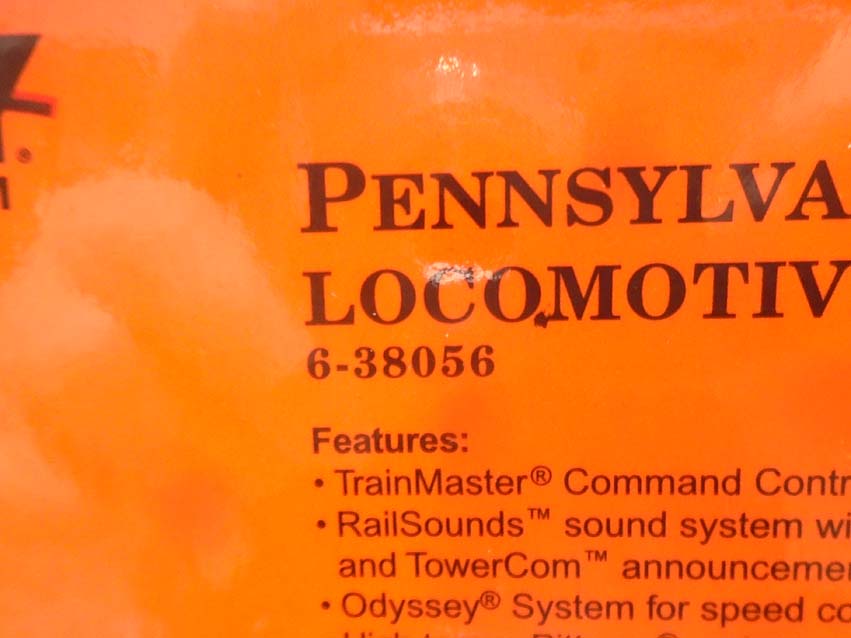 PENNSYLVA
LOCOMOTIV
6-38056
Features:
• TrainMaster® Command Contr
• RailSounds™ sound system wi
and TowerCom™ announceme
• Odyssey® System for speed co